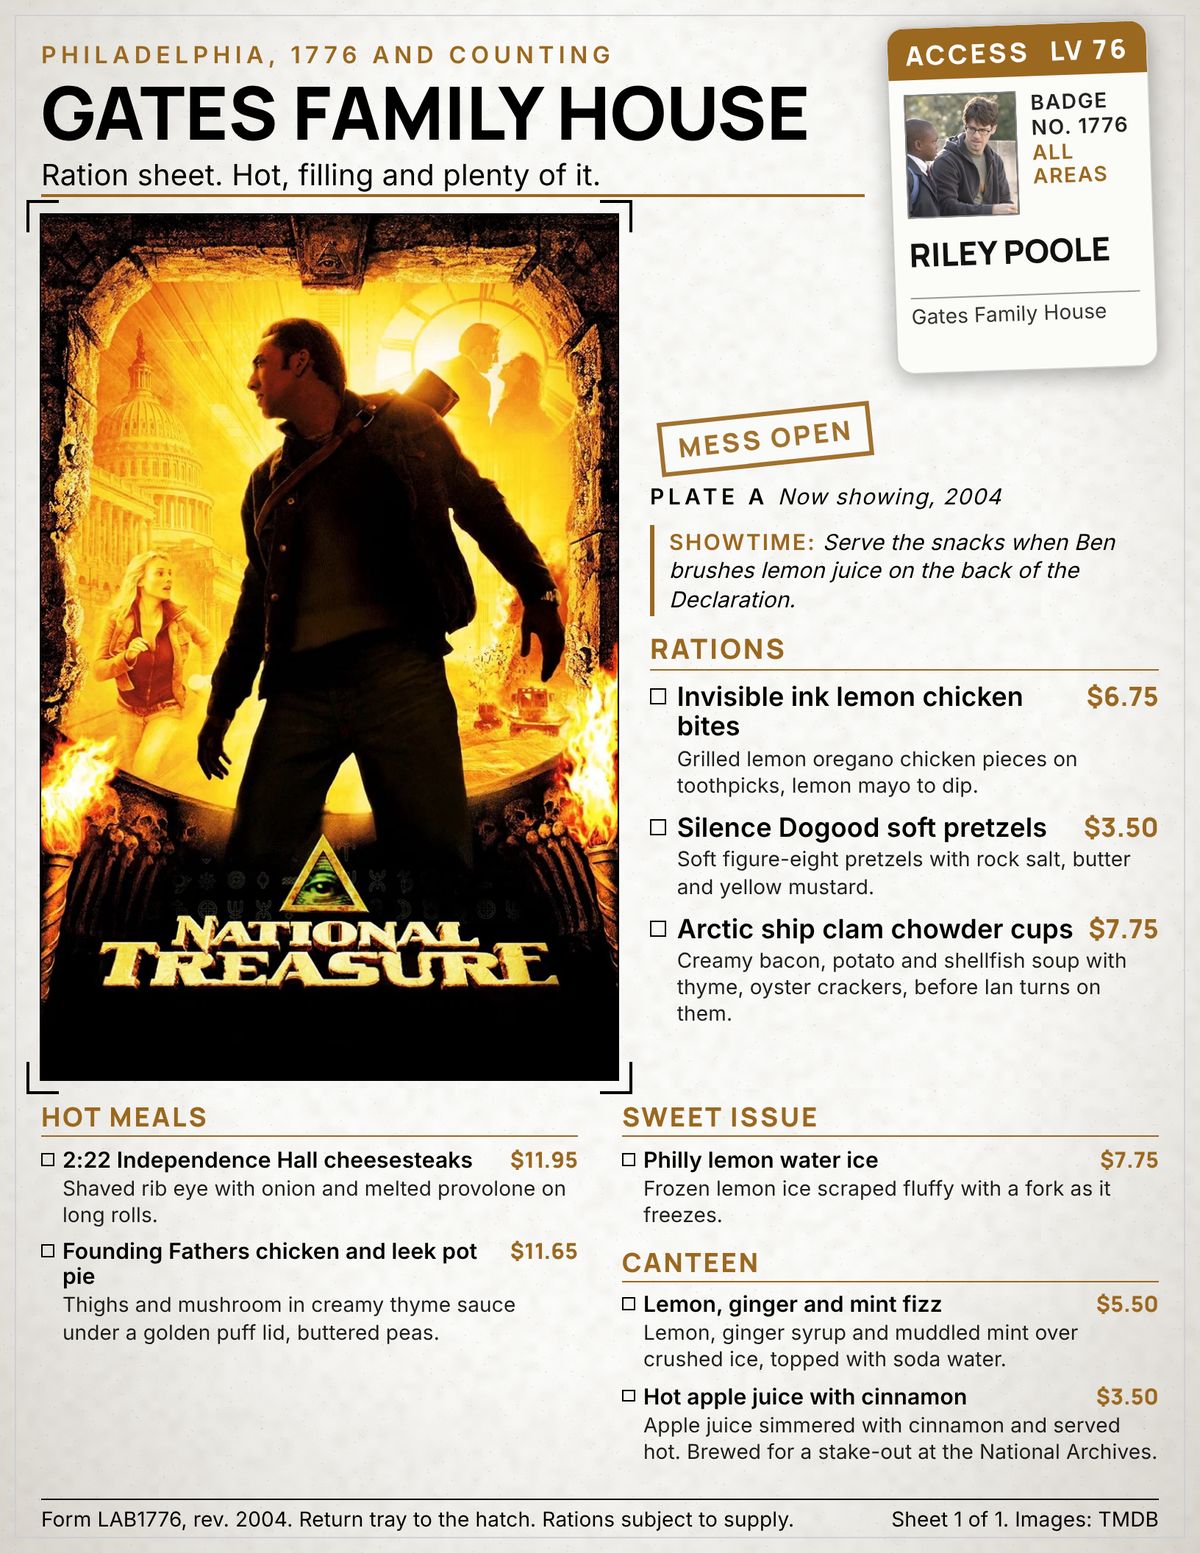 PHILADELPHIA, 1776 AND COUNTING
GATES FAMILY HOUSE
Ration sheet. Hot, filling and plenty of it.
ACCESS LV 76
BADGE
NO. 1776
ALL
AREAS
RILEY POOLE
Gates Family House
NATIONAL
TREASURE
MESS OPEN
PLATE A Now showing, 2004
SHOWTIME: Serve the snacks when Ben
brushes lemon juice on the back of the
Declaration.
RATIONS
Invisible ink lemon chicken $6.75
bites
Grilled lemon oregano chicken pieces on
toothpicks, lemon mayo to dip.
Silence Dogood soft pretzels $3.50
Soft figure-eight pretzels with rock salt, butter
and yellow mustard.
Arctic ship clam chowder cups $7.75
Creamy bacon, potato and shellfish soup with
thyme, oyster crackers, before Ian turns on
them.
HOT MEALS
2:22 Independence Hall cheesesteaks $11.95
Shaved rib eye with onion and melted provolone on
long rolls.
Founding Fathers chicken and leek pot $11.65
pie
Thighs and mushroom in creamy thyme sauce
under a golden puff lid, buttered peas.
SWEET ISSUE
Philly lemon water ice $7.75
Frozen lemon ice scraped fluffy with a fork as it
freezes.
CANTEEN
Lemon, ginger and mint fizz $5.50
Lemon, ginger syrup and muddled mint over
crushed ice, topped with soda water.
Hot apple juice with cinnamon $3.50
Apple juice simmered with cinnamon and served
hot. Brewed for a stake-out at the National Archives.
Form LAB1776, rev. 2004. Return tray to the hatch. Rations subject to supply.
Sheet 1 of 1. Images: TMDB